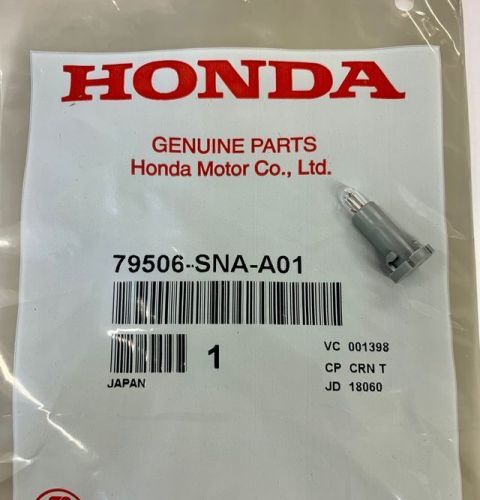 HONDA
GENUINE PARTS
Honda Motor Co., Ltd.
79506-SNA-A01
1
JAPAN
VC 001398
CP CRN T
JD 18060